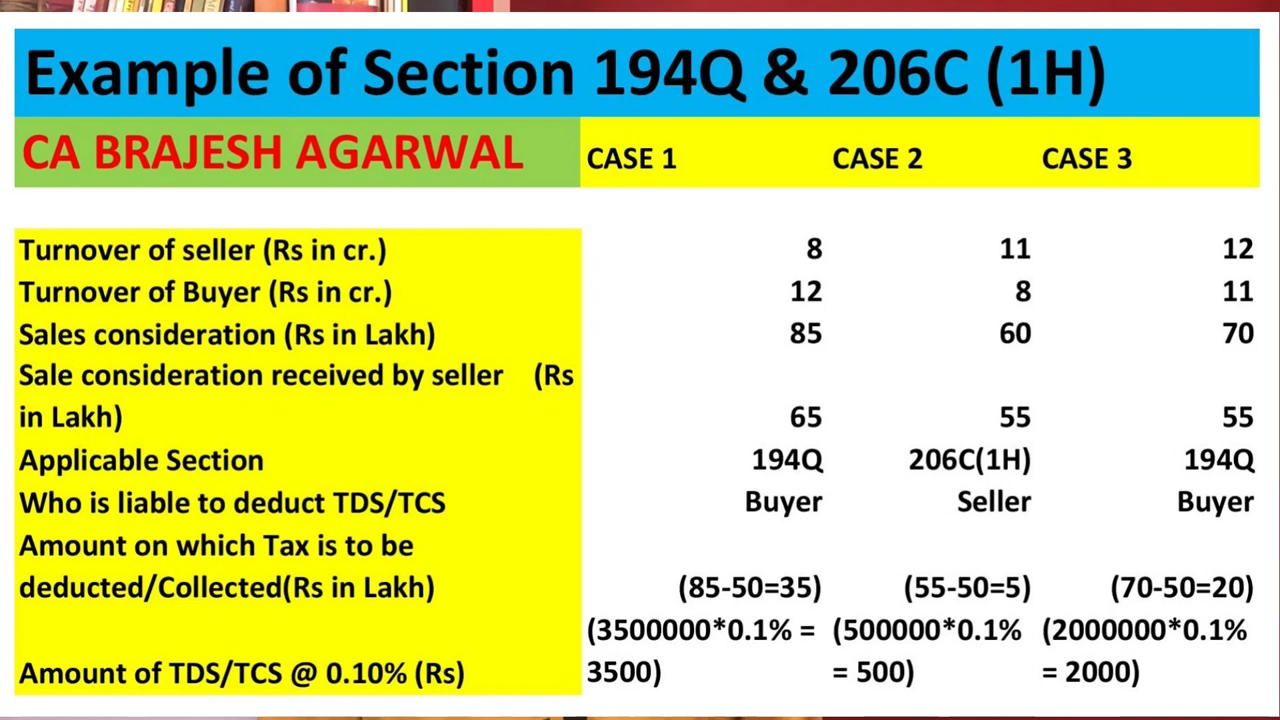 Example of Section 194Q & 206C (1H)
CA BRAJESH AGARWAL CASE 1 CASE 2 CASE 3
Turnover of seller (Rs in cr.) 8 11 12
Turnover of Buyer (Rs in cr.) 12 8 11
Sales consideration (Rs in Lakh) 85 60 70
Sale consideration received by seller (Rs
in Lakh) 65 55 55
Applicable Section 194Q 206C(1H) 194Q
Who is liable to deduct TDS/TCS Buyer Seller Buyer
Amount on which Tax is to be
deducted/Collected(Rs in Lakh) (85-50=35) (55-50=5) (70-50=20)
(3500000*0.1% = (500000*0.1% (2000000*0.1%
Amount of TDS/TCS @ 0.10% (Rs) 3500) = 500) = 2000)